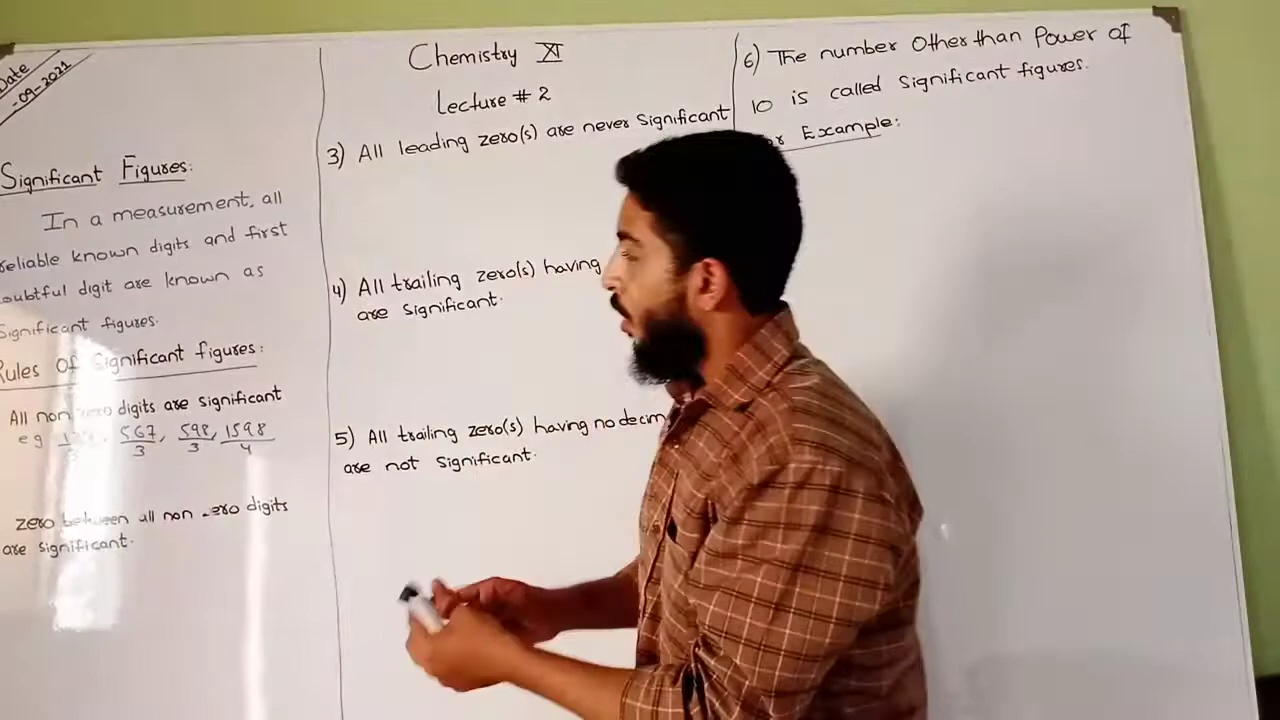 Date
-09-2021
Significant Figures:
In a measurement, all
reliable known digits and first
doubtful digit are known as
Significant figures.
Rules Of Significant figures:
All non zero digits are significant
eg 567, 598, 1598
3 3 4
zero between all non zero digits
are significant.
Chemistry XI
Lecture # 2
3) All leading zero(s) are never Significant
4) All trailing zero(s) having
are significant.
5) All trailing zero(s) having no decim
are not significant.
6) The number Other than Power of
10 is called Significant figures.
or Example: